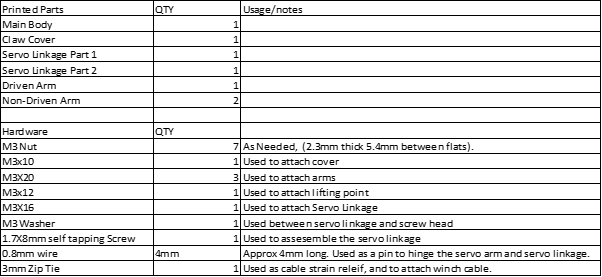 Printed Parts QTY Usage/notes
Main Body 1
Claw Cover 1
Servo Linkage Part 1 1
Servo Linkage Part 2 1
Driven Arm 1
Non-Driven Arm 2
Hardware QTY
M3 Nut 7 As Needed, (2.3mm thick 5.4mm between flats).
M3x10 1 Used to attach cover
M3X20 3 Used to attach arms
M3x12 1 Used to attach lifting point
M3X16 1 Used to attach Servo Linkage
M3 Washer 1 Used between servo linkage and screw head
1.7X8mm self tapping Screw 1 Used to assesemble the servo linkage
0.8mm wire 4mm Approx 4mm long. Used as a pin to hinge the servo arm and servo linkage.
3mm Zip Tie 1 Used as cable strain releif, and to attach winch cable.